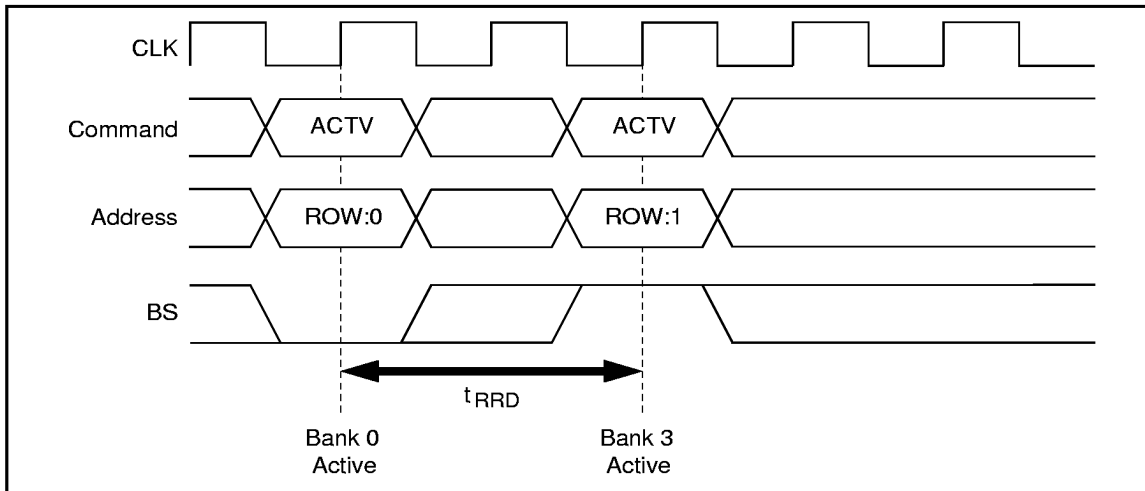 CLK
Command
ACTV
ACTV
Address
ROW:0
ROW:1
BS
tRRD
Bank 0
Active
Bank 3
Active